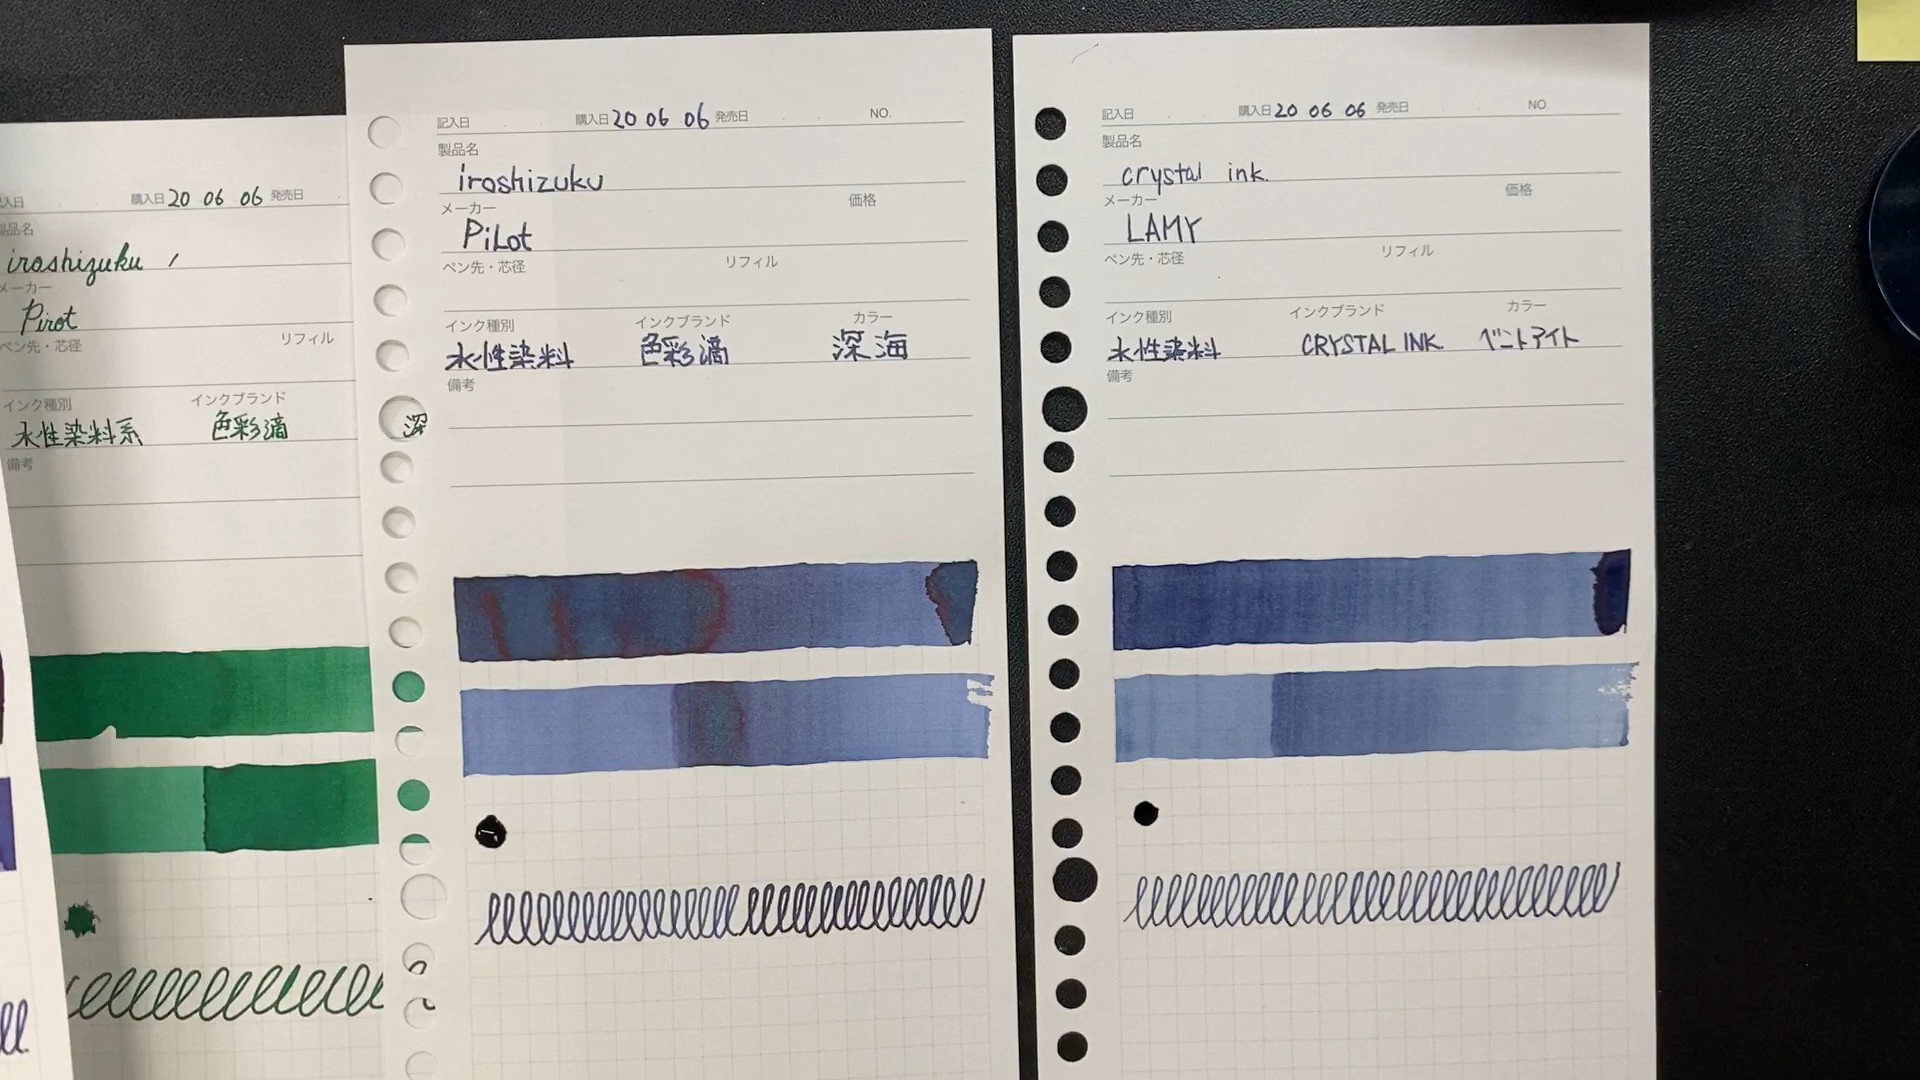 記入日 購入日 20 06 06 発売日
製品名
iroshizuku
メーカー
Pirot
ペン先・芯径 リフィル
インク種別 インクブランド
水性染料系 色彩滴 深
備考
記入日 購入日 20 06 06 発売日 NO.
製品名
iroshizuku
メーカー 価格
PiLot
ペン先・芯径 リフィル
インク種別 インクブランド カラー
水性染料 色彩滴 深海
備考
記入日 購入日 20 06 06 発売日 NO.
製品名
crystal ink.
メーカー 価格
LAMY
ペン先・芯径 リフィル
インク種別 インクブランド カラー
水性染料 CRYSTAL INK ベニトアイト
備考